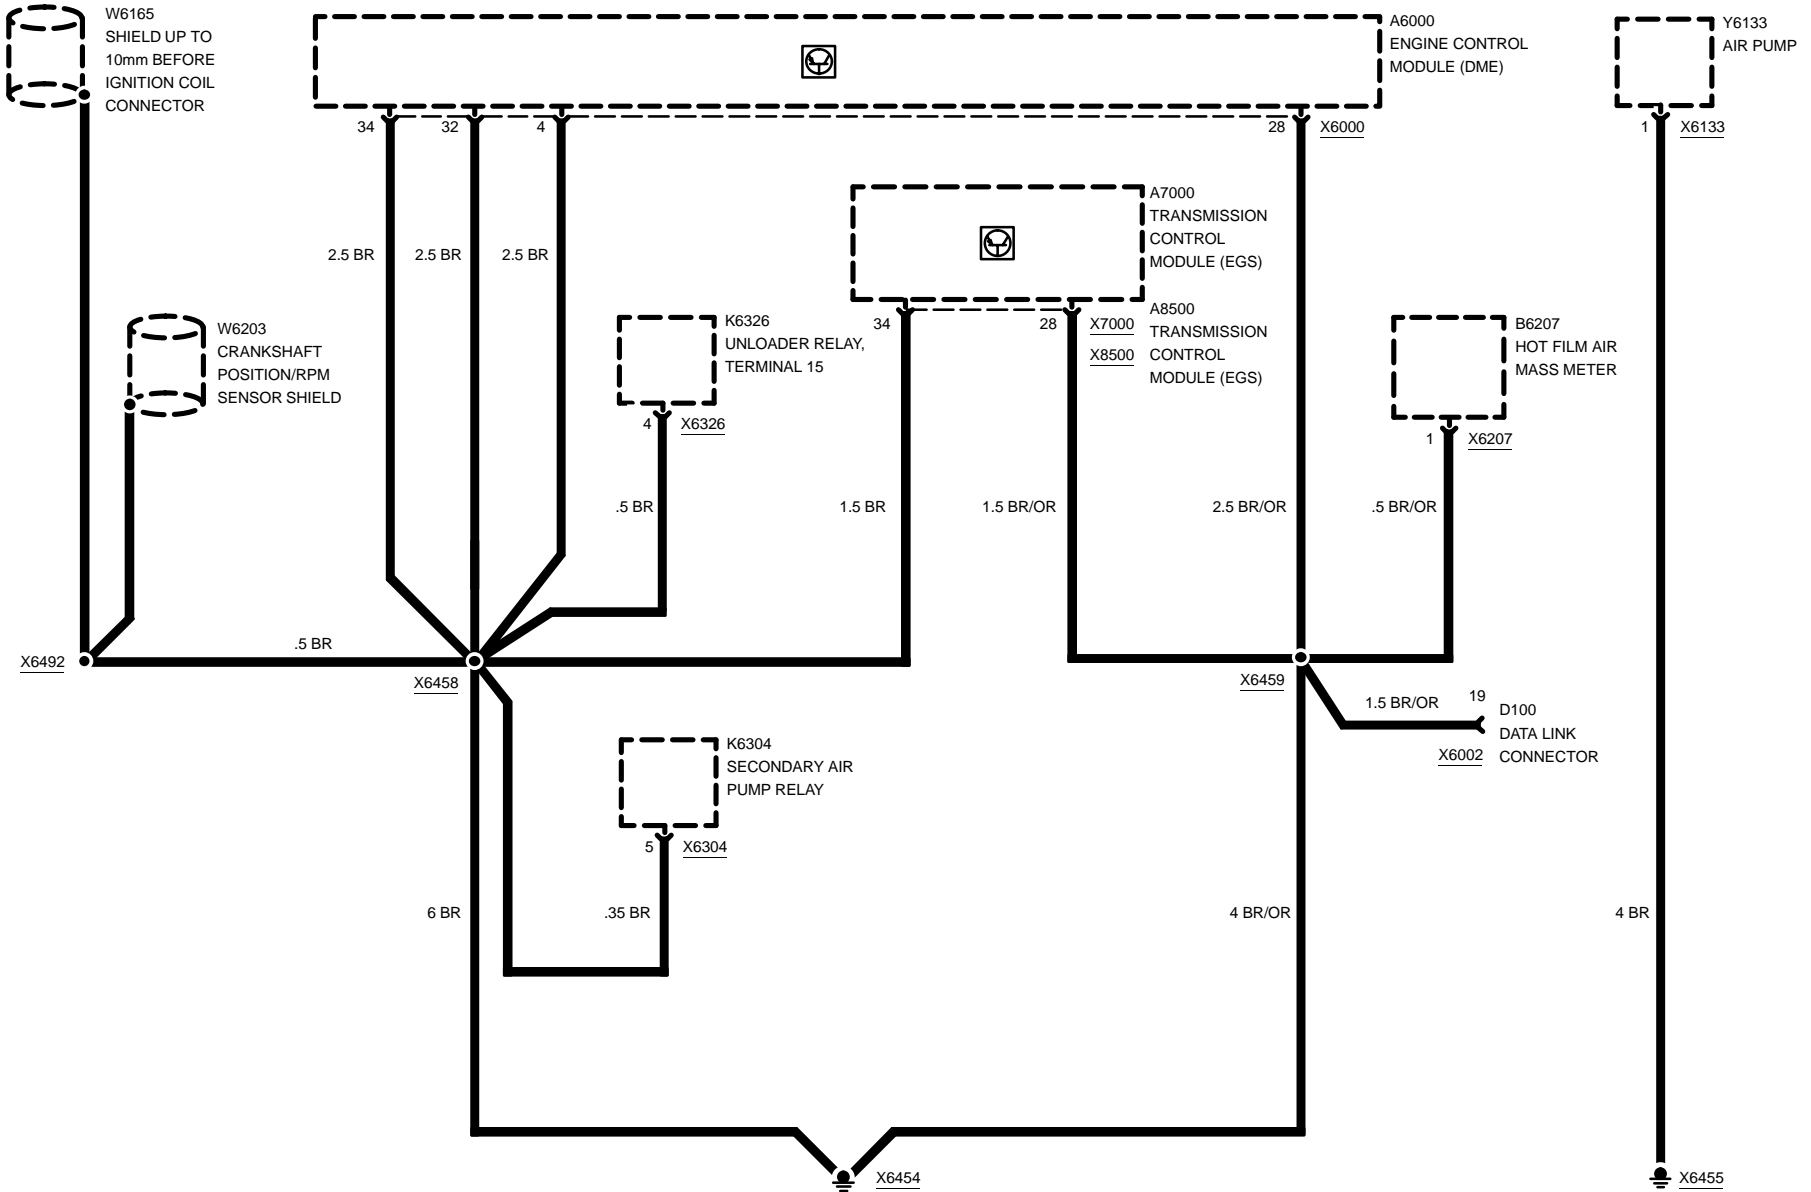 W6165
SHIELD UP TO
10mm BEFORE
IGNITION COIL
CONNECTOR
A6000
ENGINE CONTROL
MODULE (DME)
Y6133
AIR PUMP
34
32
4
28
X6000
1
X6133
A7000
TRANSMISSION
CONTROL
MODULE (EGS)
2.5 BR
2.5 BR
2.5 BR
W6203
CRANKSHAFT
POSITION/RPM
SENSOR SHIELD
K6326
UNLOADER RELAY,
TERMINAL 15
34
28
X7000
X8500
A8500
TRANSMISSION
CONTROL
MODULE (EGS)
B6207
HOT FILM AIR
MASS METER
4
X6326
1
X6207
.5 BR
1.5 BR
1.5 BR/OR
2.5 BR/OR
.5 BR/OR
.5 BR
X6492
X6458
X6459
1.5 BR/OR
19
D100
DATA LINK
CONNECTOR
X6002
K6304
SECONDARY AIR
PUMP RELAY
5
X6304
6 BR
.35 BR
4 BR/OR
4 BR
X6454
X6455